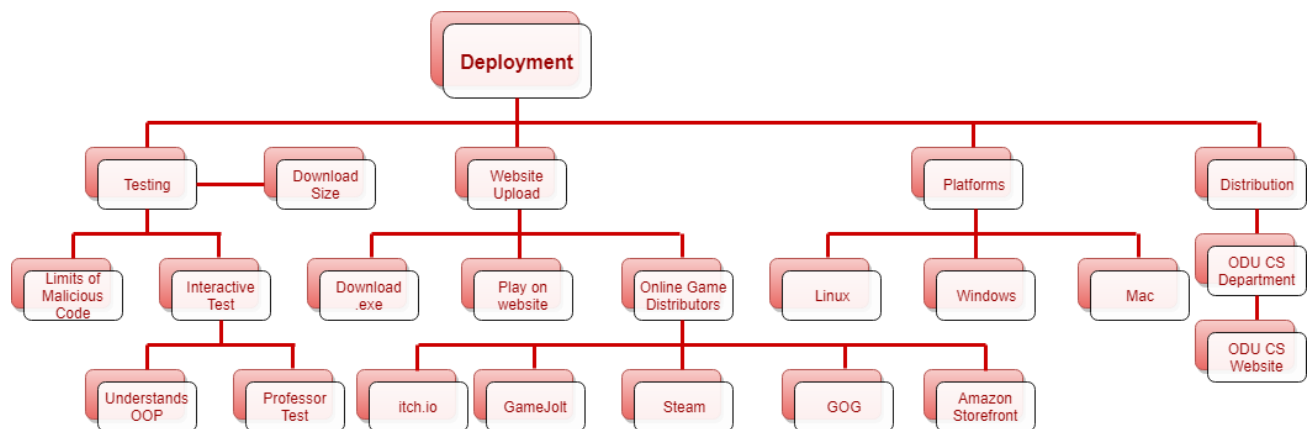 Deployment
Testing
Download
Size
Website
Upload
Platforms
Distribution
Limits of
Malicious
Code
Interactive
Test
Download
.exe
Play on
website
Online Game
Distributors
Linux
Windows
Mac
ODU CS
Department
Understands
OOP
Professor
Test
itch.io
GameJolt
Steam
GOG
Amazon
Storefront
ODU CS
Website